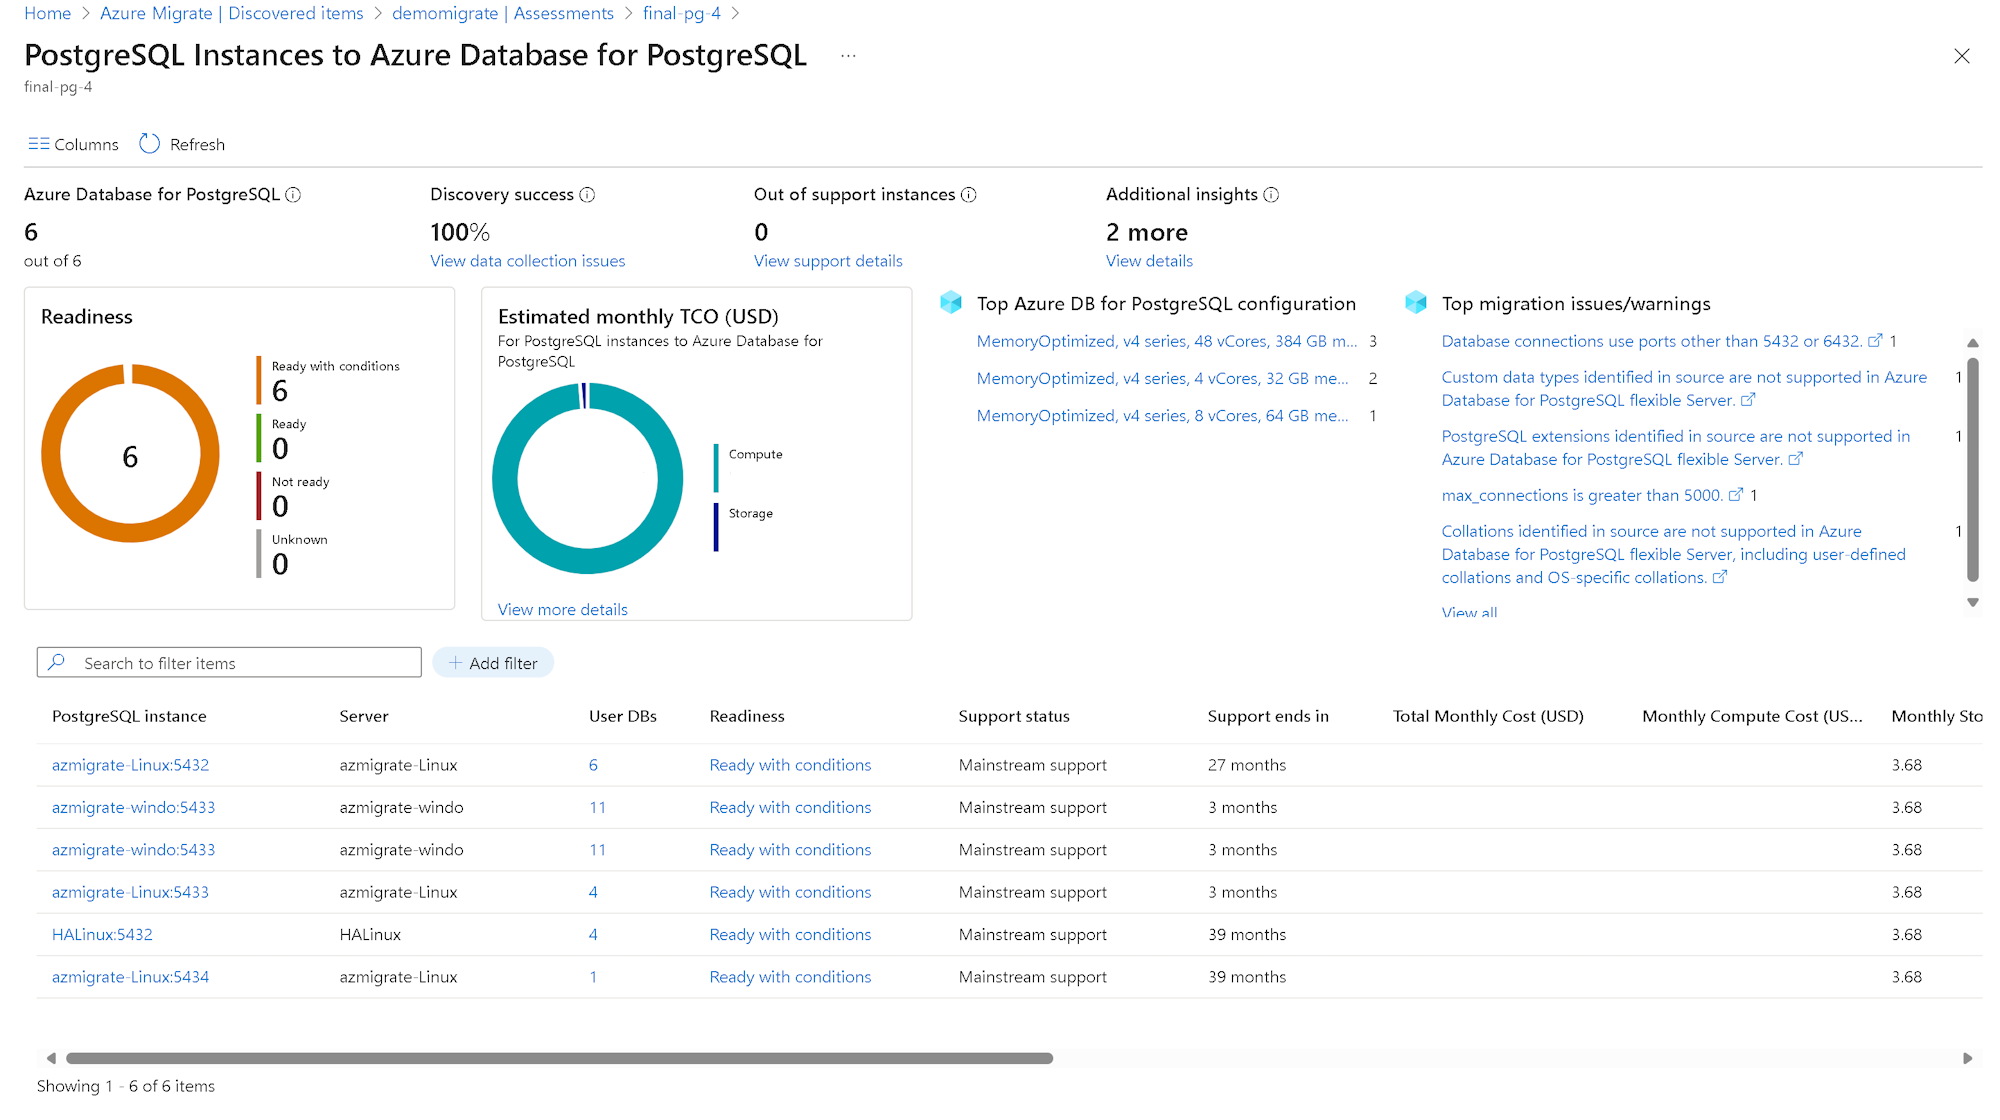 Home > Azure Migrate | Discovered items > demomigrate | Assessments > final-pg-4 >
PostgreSQL Instances to Azure Database for PostgreSQL ...
final-pg-4
Columns Refresh
Azure Database for PostgreSQL
6
out of 6
Discovery success
100%
View data collection issues
Out of support instances
0
View support details
Additional insights
2 more
View details
Readiness
6
Ready with conditions
6
Ready
0
Not ready
0
Unknown
0
Estimated monthly TCO (USD)
For PostgreSQL instances to Azure Database for
PostgreSQL
Compute
Storage
View more details
Top Azure DB for PostgreSQL configuration
MemoryOptimized, v4 series, 48 vCores, 384 GB m... 3
MemoryOptimized, v4 series, 4 vCores, 32 GB me... 2
MemoryOptimized, v4 series, 8 vCores, 64 GB me... 1
Top migration issues/warnings
Database connections use ports other than 5432 or 6432. 1
Custom data types identified in source are not supported in Azure 1
Database for PostgreSQL flexible Server.
PostgreSQL extensions identified in source are not supported in 1
Azure Database for PostgreSQL flexible Server.
max_connections is greater than 5000. 1
Collations identified in source are not supported in Azure 1
Database for PostgreSQL flexible Server, including user-defined
collations and OS-specific collations.
View all
Search to filter items + Add filter
PostgreSQL instance Server User DBs Readiness Support status Support ends in Total Monthly Cost (USD) Monthly Compute Cost (US... Monthly Sto
azmigrate-Linux:5432 azmigrate-Linux 6 Ready with conditions Mainstream support 27 months 3.68
azmigrate-windo:5433 azmigrate-windo 11 Ready with conditions Mainstream support 3 months 3.68
azmigrate-windo:5433 azmigrate-windo 11 Ready with conditions Mainstream support 3 months 3.68
azmigrate-Linux:5433 azmigrate-Linux 4 Ready with conditions Mainstream support 3 months 3.68
HALinux:5432 HALinux 4 Ready with conditions Mainstream support 39 months 3.68
azmigrate-Linux:5434 azmigrate-Linux 1 Ready with conditions Mainstream support 39 months 3.68
Showing 1 - 6 of 6 items